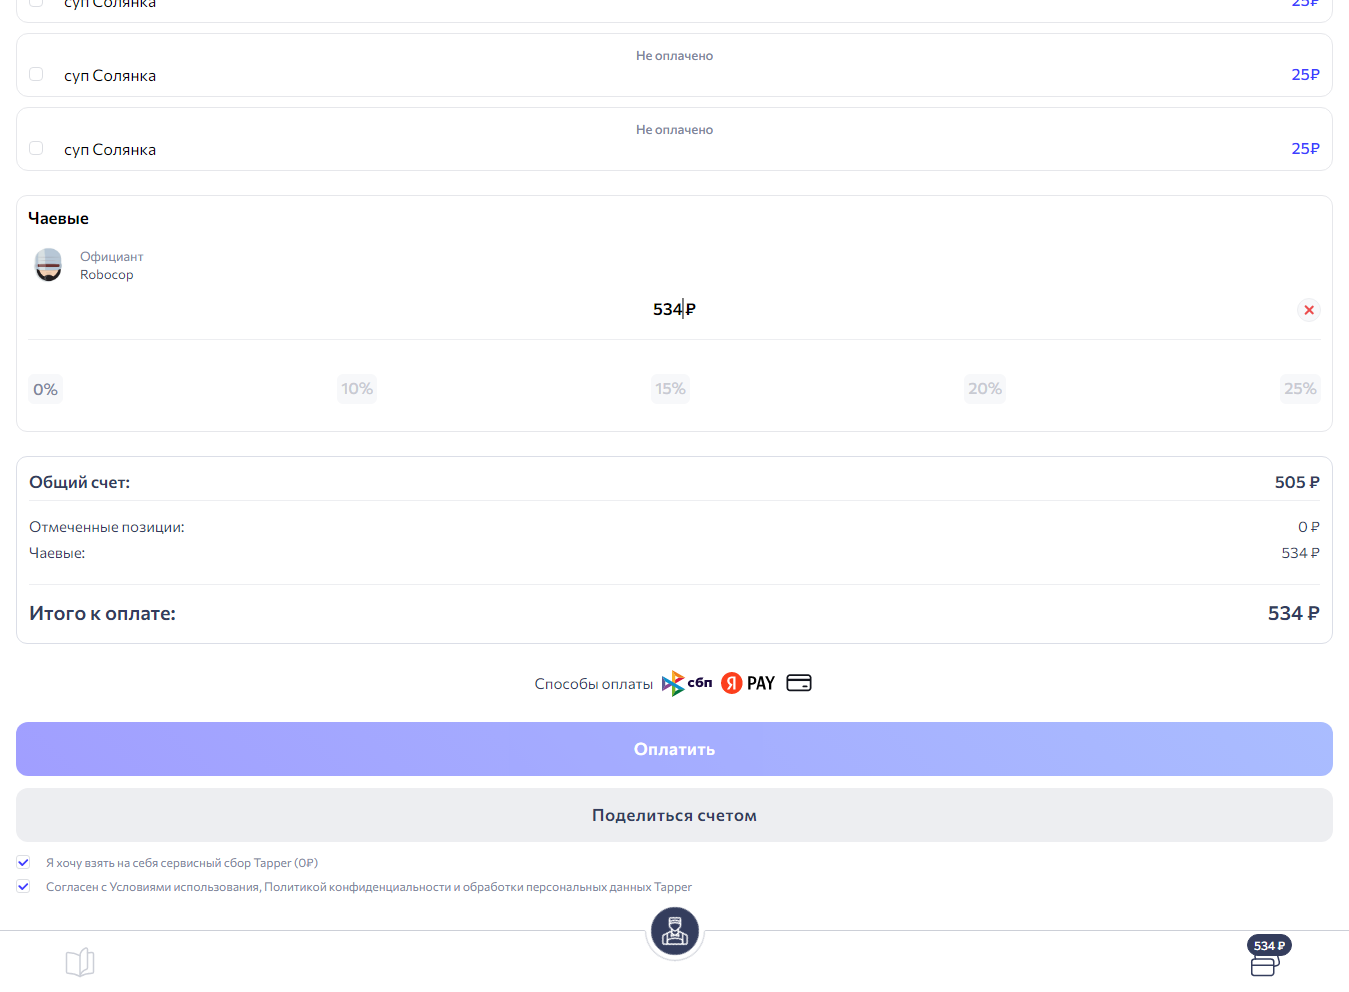 суп Солянка
25₽
Не оплачено
суп Солянка
25₽
Не оплачено
суп Солянка
25₽
Чаевые
Официант
Robocop
534 ₽
0%
10%
15%
20%
25%
Общий счет:
505 ₽
Отмеченные позиции:
0 ₽
Чаевые:
534 ₽
Итого к оплате:
534 ₽
Способы оплаты сбп Я PAY
Оплатить
Поделиться счетом
Я хочу взять на себя сервисный сбор Tapper (0₽)
Согласен с Условиями использования, Политикой конфиденциальности и обработки персональных данных Tapper
534 ₽